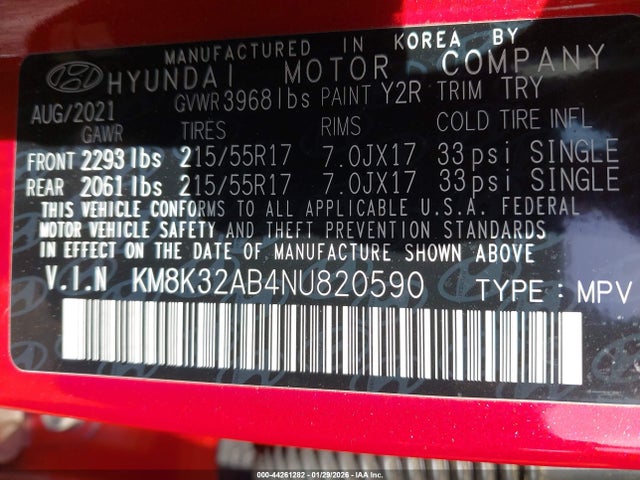 MANUFACTURED IN KOREA BY
HYUNDAI MOTOR COMPANY
AUG/2021 GVWR 3968lbs PAINT Y2R TRIM TRY
GAWR TIRES RIMS COLD TIRE INFL
FRONT 2293lbs 215/55R17 7.0JX17 33psi SINGLE
REAR 2061lbs 215/55R17 7.0JX17 33psi SINGLE
THIS VEHICLE CONFORMS TO ALL APPLICABLE U.S.A. FEDERAL
MOTOR VEHICLE SAFETY AND THEFT PREVENTION STANDARDS
IN EFFECT ON THE DATE OF MANUFACTURE SHOWN ABOVE
V.I.N KM8K32AB4NU820590 TYPE: MPV
000-44261282 - 01/29/2026 - IAA Inc.